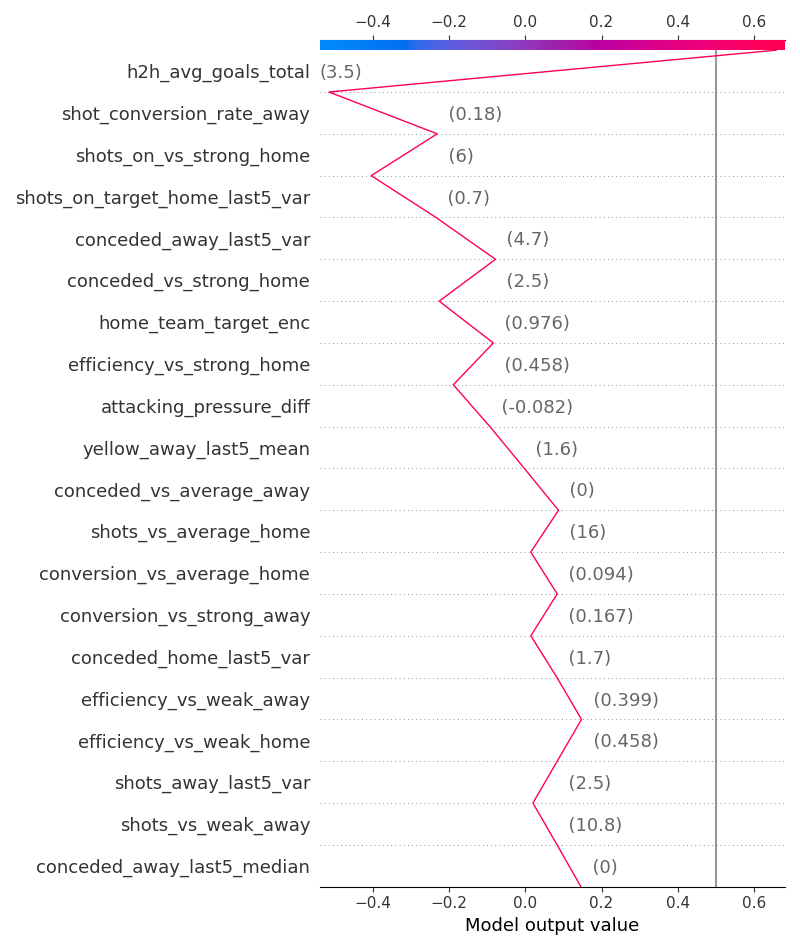 −0.4 −0.2 0.0 0.2 0.4 0.6
h2h_avg_goals_total (3.5)
shot_conversion_rate_away (0.18)
shots_on_vs_strong_home (6)
shots_on_target_home_last5_var (0.7)
conceded_away_last5_var (4.7)
conceded_vs_strong_home (2.5)
home_team_target_enc (0.976)
efficiency_vs_strong_home (0.458)
attacking_pressure_diff (-0.082)
yellow_away_last5_mean (1.6)
conceded_vs_average_away (0)
shots_vs_average_home (16)
conversion_vs_average_home (0.094)
conversion_vs_strong_away (0.167)
conceded_home_last5_var (1.7)
efficiency_vs_weak_away (0.399)
efficiency_vs_weak_home (0.458)
shots_away_last5_var (2.5)
shots_vs_weak_away (10.8)
conceded_away_last5_median (0)
−0.4 −0.2 0.0 0.2 0.4 0.6
Model output value